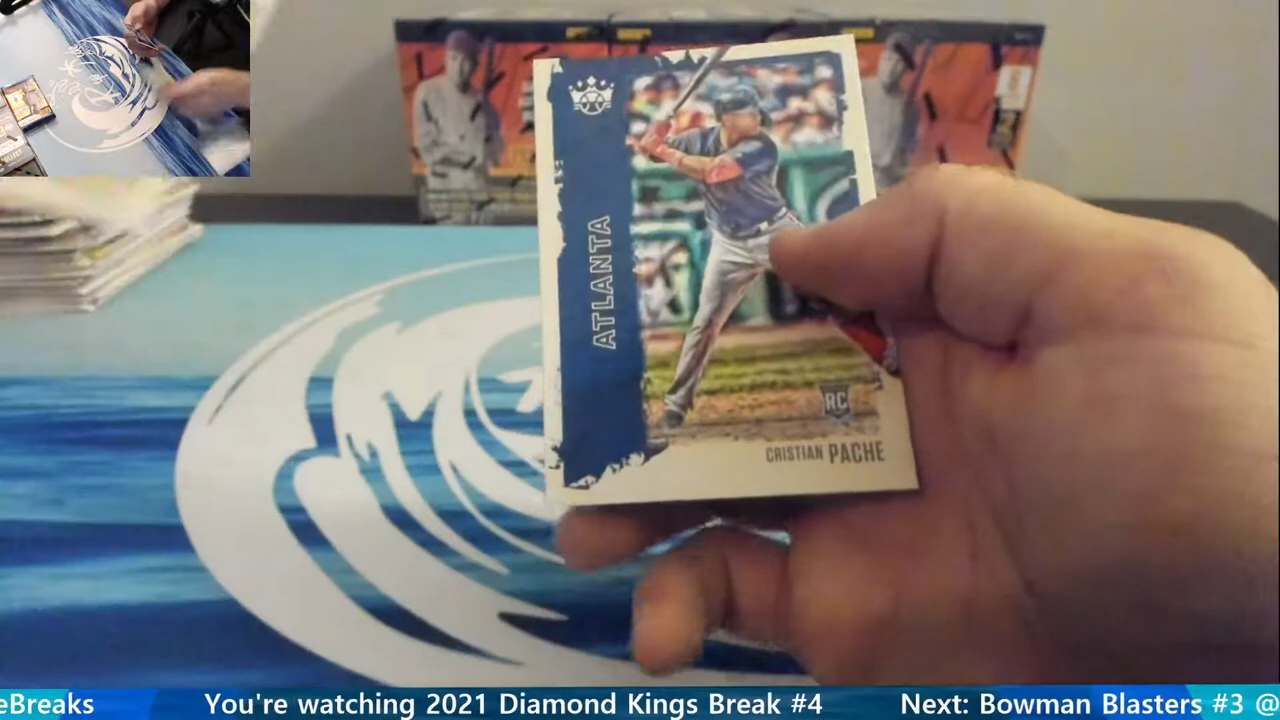 ATLANTA
RC
CRISTIAN PACHE
eBreaks You're watching 2021 Diamond Kings Break #4 Next: Bowman Blasters #3 @